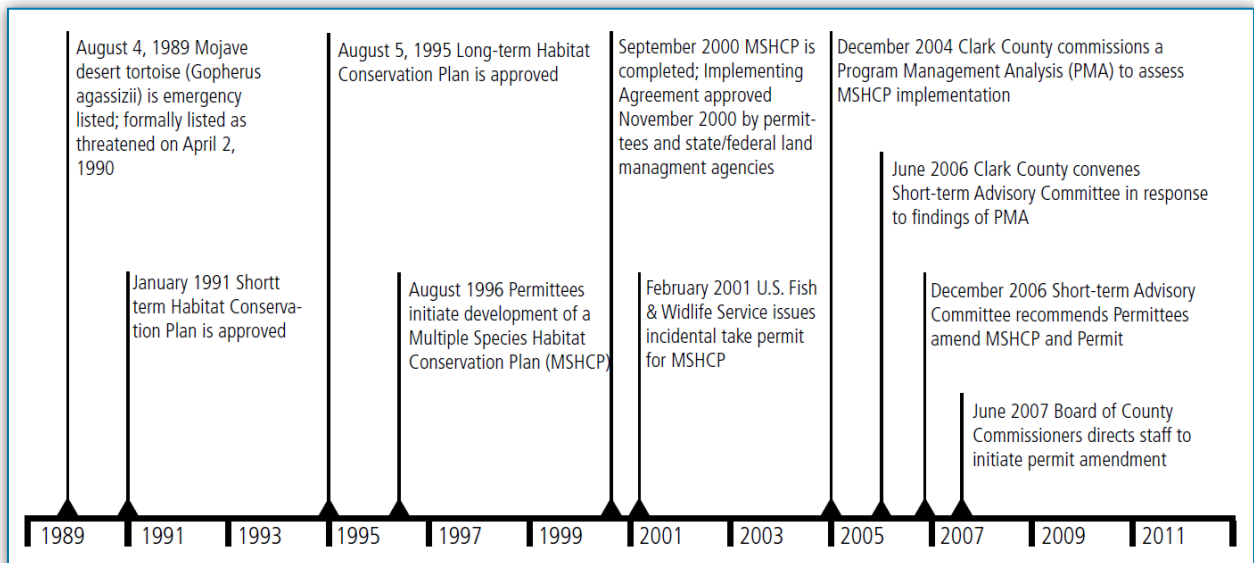 August 4, 1989 Mojave
desert tortoise (Gopherus
agassizii) is emergency
listed; formally listed as
threatened on April 2,
1990
August 5, 1995 Long-term Habitat
Conservation Plan is approved
September 2000 MSHCP is
completed; Implementing
Agreement approved
November 2000 by permit-
tees and state/federal land
managment agencies
December 2004 Clark County commissions a
Program Management Analysis (PMA) to assess
MSHCP implementation
June 2006 Clark County convenes
Short-term Advisory Committee in response
to findings of PMA
January 1991 Shortt
term Habitat Conserva-
tion Plan is approved
August 1996 Permittees
initiate development of a
Multiple Species Habitat
Conservation Plan (MSHCP)
February 2001 U.S. Fish
& Widlife Service issues
incidental take permit
for MSHCP
December 2006 Short-term Advisory
Committee recommends Permittees
amend MSHCP and Permit
June 2007 Board of County
Commissioners directs staff to
initiate permit amendment
1989 1991 1993 1995 1997 1999 2001 2003 2005 2007 2009 2011